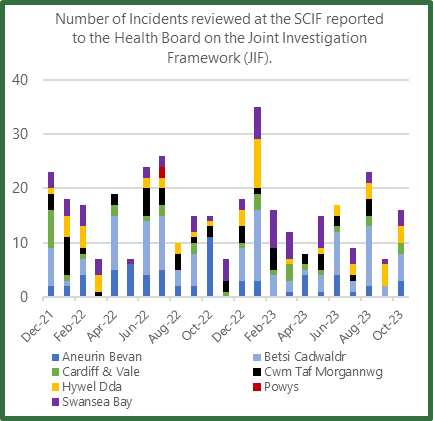 Number of Incidents reviewed at the SCIF reported
to the Health Board on the Joint Investigation
Framework (JIF).
40
30
20
10
0
Dec-21
Feb-22
Apr-22
Jun-22
Aug-22
Oct-22
Dec-22
Feb-23
Apr-23
Jun-23
Aug-23
Oct-23
Aneurin Bevan
Betsi Cadwaldr
Cardiff & Vale
Cwm Taf Morgannwg
Hywel Dda
Powys
Swansea Bay